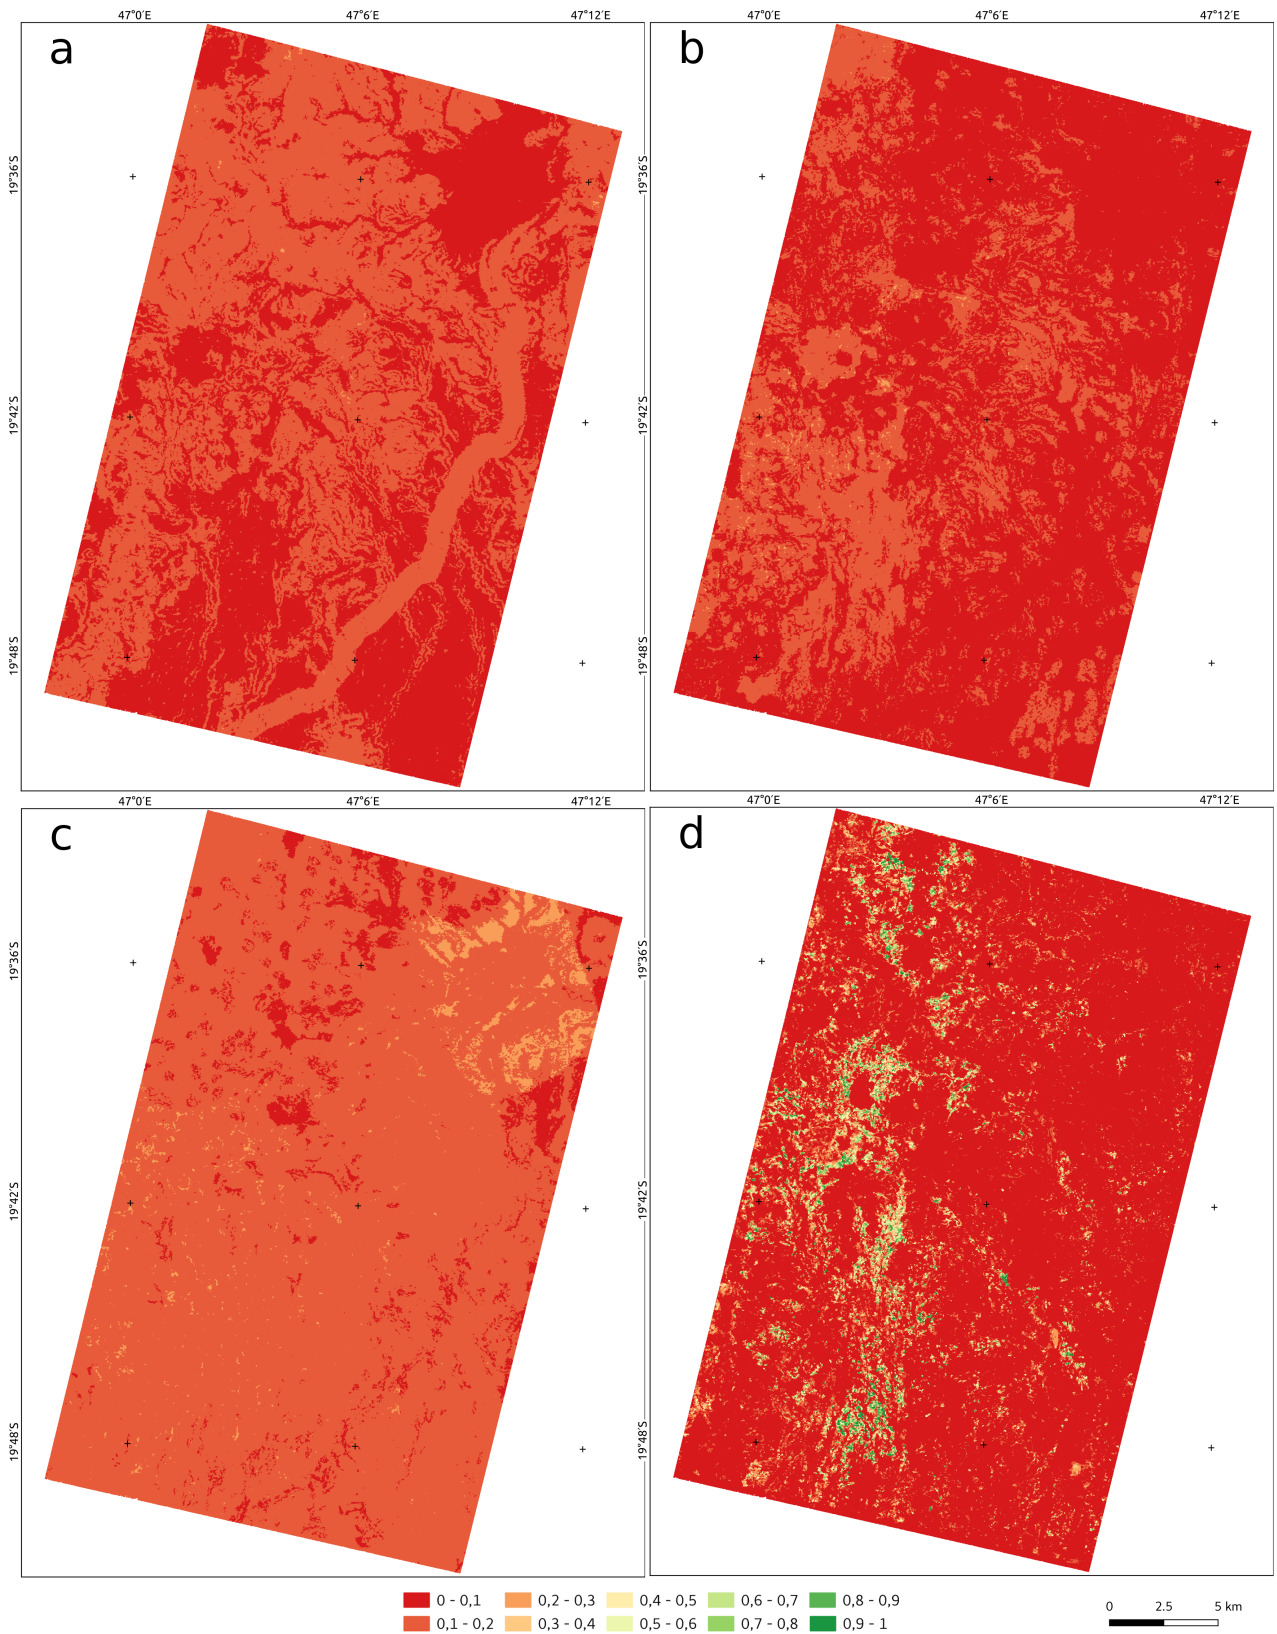 47°0′E 47°6′E 47°12′E 47°0′E 47°6′E 47°12′E
a b
19°36′S 19°36′S
19°42′S 19°42′S
19°48′S 19°48′S
47°0′E 47°6′E 47°12′E 47°0′E 47°6′E 47°12′E
c d
19°36′S 19°36′S
19°42′S 19°42′S
19°48′S 19°48′S
0 - 0,1 0,2 - 0,3 0,4 - 0,5 0,6 - 0,7 0,8 - 0,9
0,1 - 0,2 0,3 - 0,4 0,5 - 0,6 0,7 - 0,8 0,9 - 1
0 2.5 5 km